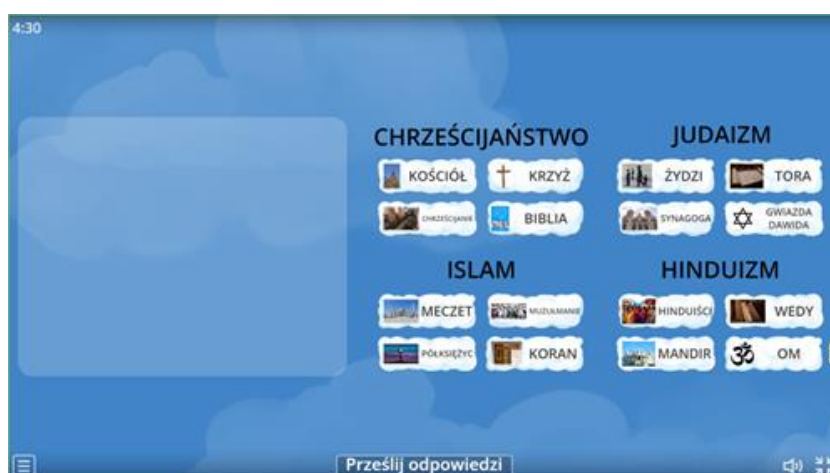 4:30
CHRZEŚCIJAŃSTWO
KOŚCIÓŁ
KRZYŻ
CHRZEŚCIJANIE
BIBLIA
JUDAIZM
ŻYDZI
TORA
SYNAGOGA
GWIAZDA
DAWIDA
ISLAM
MECZET
MUZUŁMANIE
PÓŁKSIĘŻYC
KORAN
HINDUIZM
HINDUIŚCI
WEDY
MANDIR
OM
Prześlij odpowiedzi